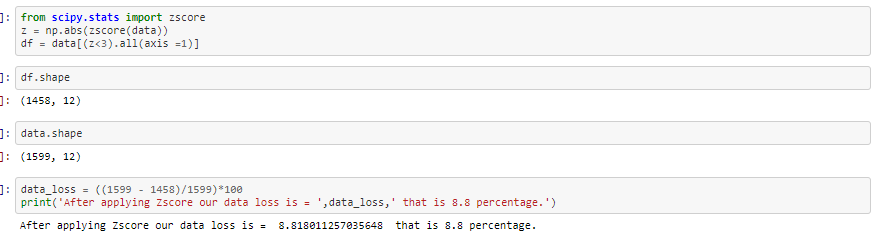 ]: from scipy.stats import zscore
z = np.abs(zscore(data))
df = data[(z<3).all(axis =1)]
]: df.shape
]: (1458, 12)
]: data.shape
]: (1599, 12)
]: data_loss = ((1599 - 1458)/1599)*100
print('After applying Zscore our data loss is = ',data_loss,' that is 8.8 percentage.')
After applying Zscore our data loss is =  8.818011257035648  that is 8.8 percentage.